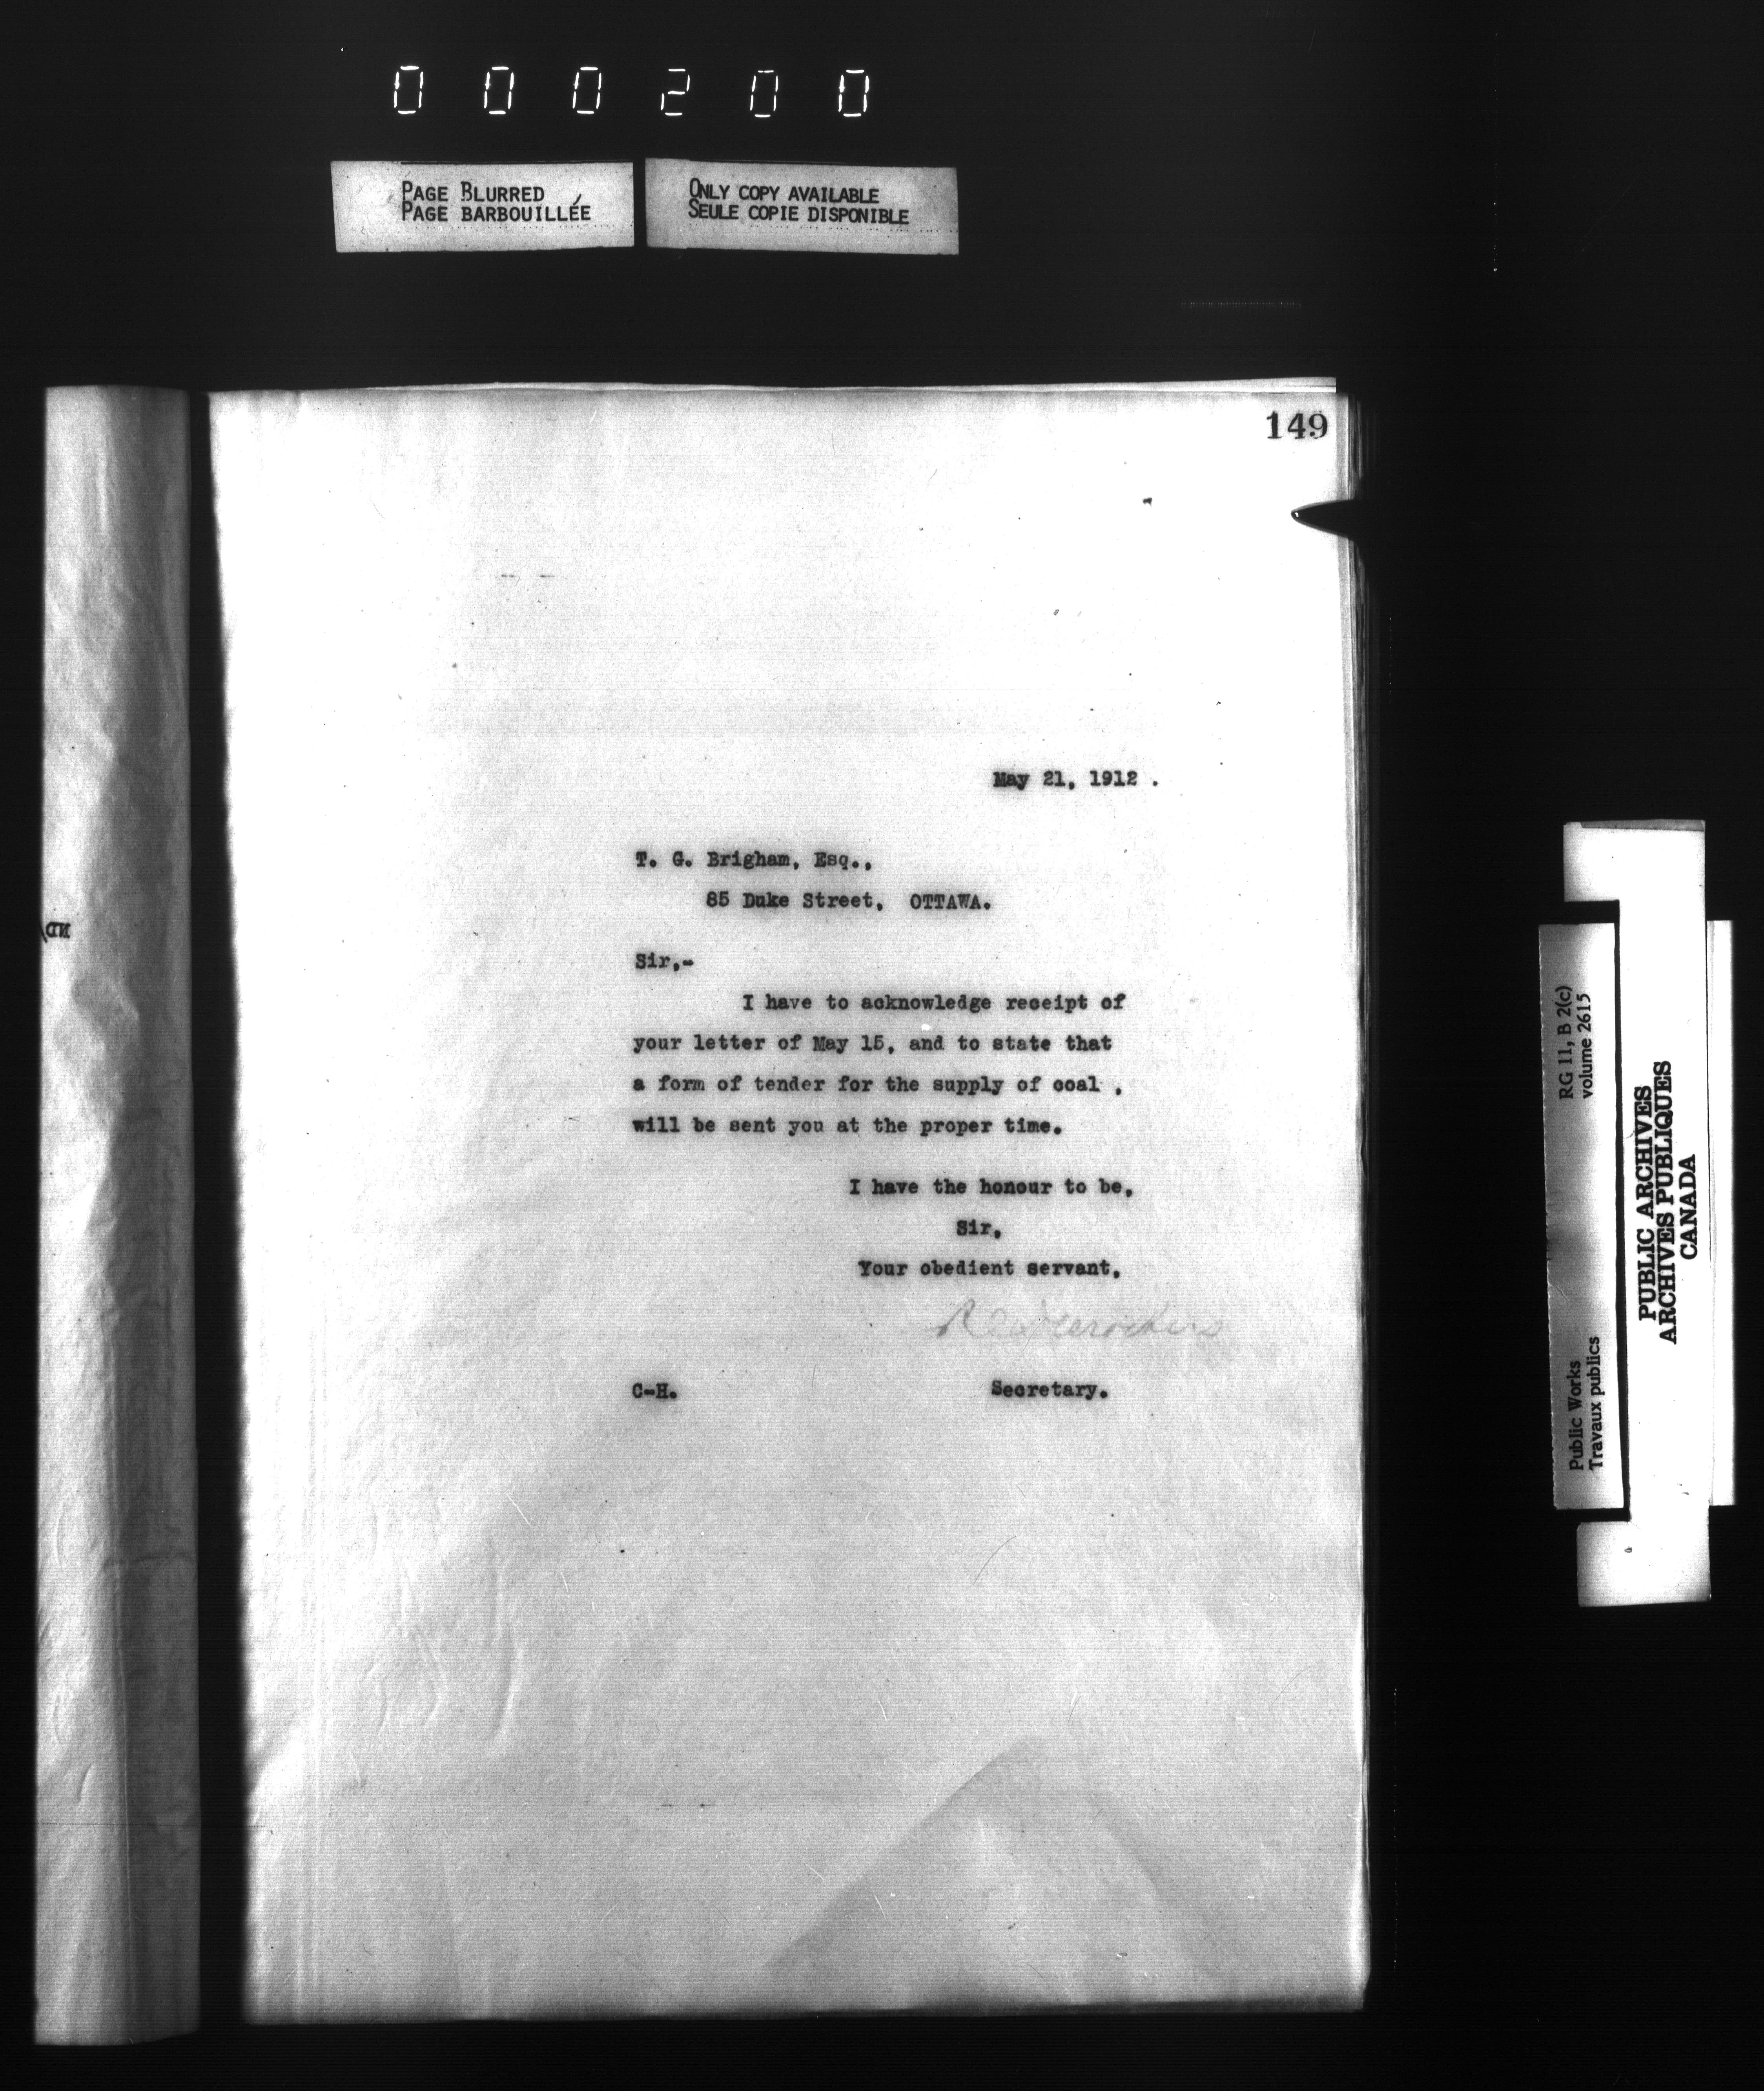 000200
PAGE BLURRED
PAGE BARBOUILLÉE
ONLY COPY AVAILABLE
SEULE COPIE DISPONIBLE
149
May 21, 1912 .
T. G. Brigham, Esq.,
85 Duke Street, OTTAWA.
Sir,-
I have to acknowledge receipt of
your letter of May 15, and to state that
a form of tender for the supply of coal ,
will be sent you at the proper time.
I have the honour to be,
Sir,
Your obedient servant,
C-H. Secretary.
RG 11, B 2(c)
volume 2615
Public Works
Travaux publics
PUBLIC ARCHIVES
ARCHIVES PUBLIQUES
CANADA